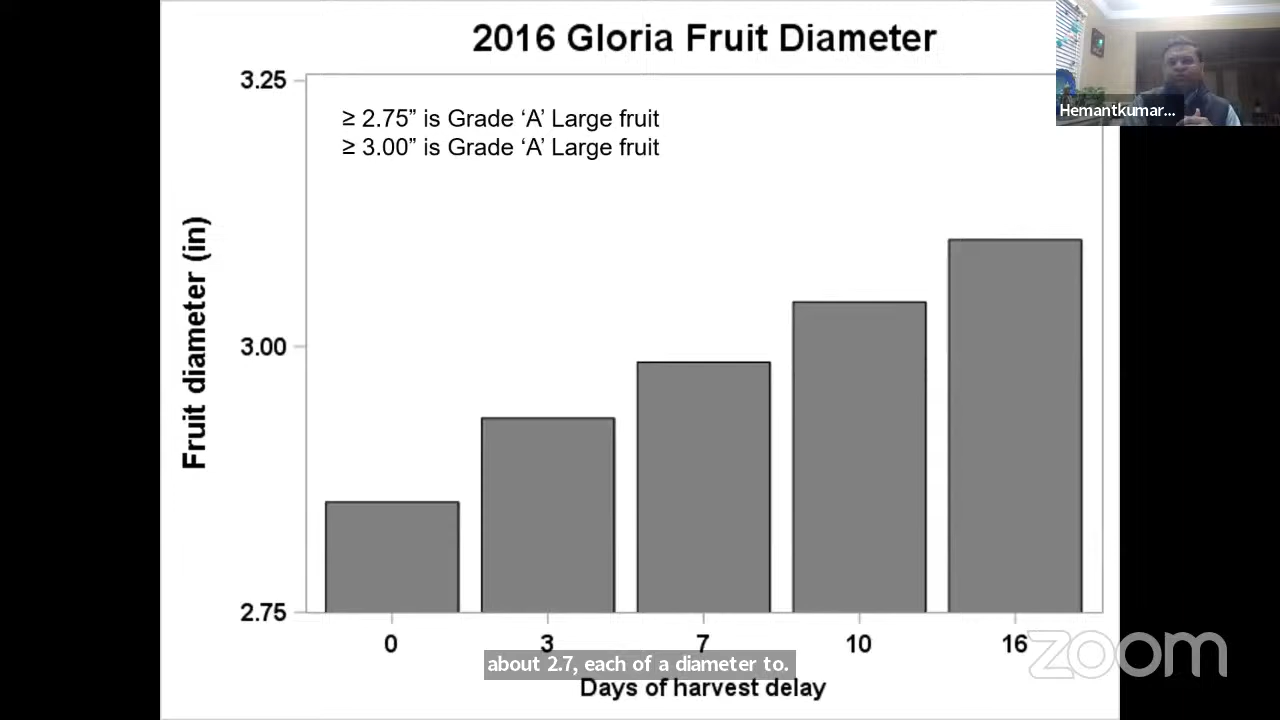 2016 Gloria Fruit Diameter
Hemantkumar...
3.25
≥ 2.75” is Grade ‘A’ Large fruit
≥ 3.00” is Grade ‘A’ Large fruit
Fruit diameter (in)
3.00
2.75
0 3 7 10 16
zoom
about 2.7, each of a diameter to.
Days of harvest delay